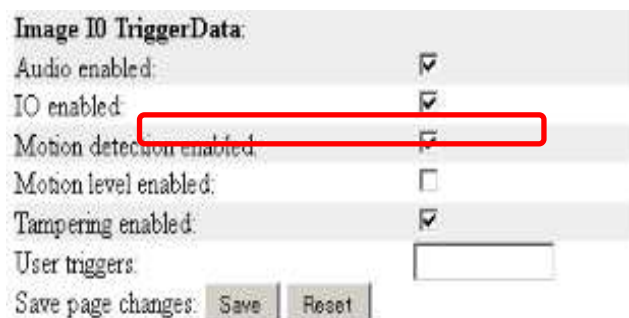 Image I0 TriggerData:
Audio enabled:
IO enabled:
Motion detection enabled:
Motion level enabled:
Tampering enabled:
User triggers:
Save page changes: Save Reset